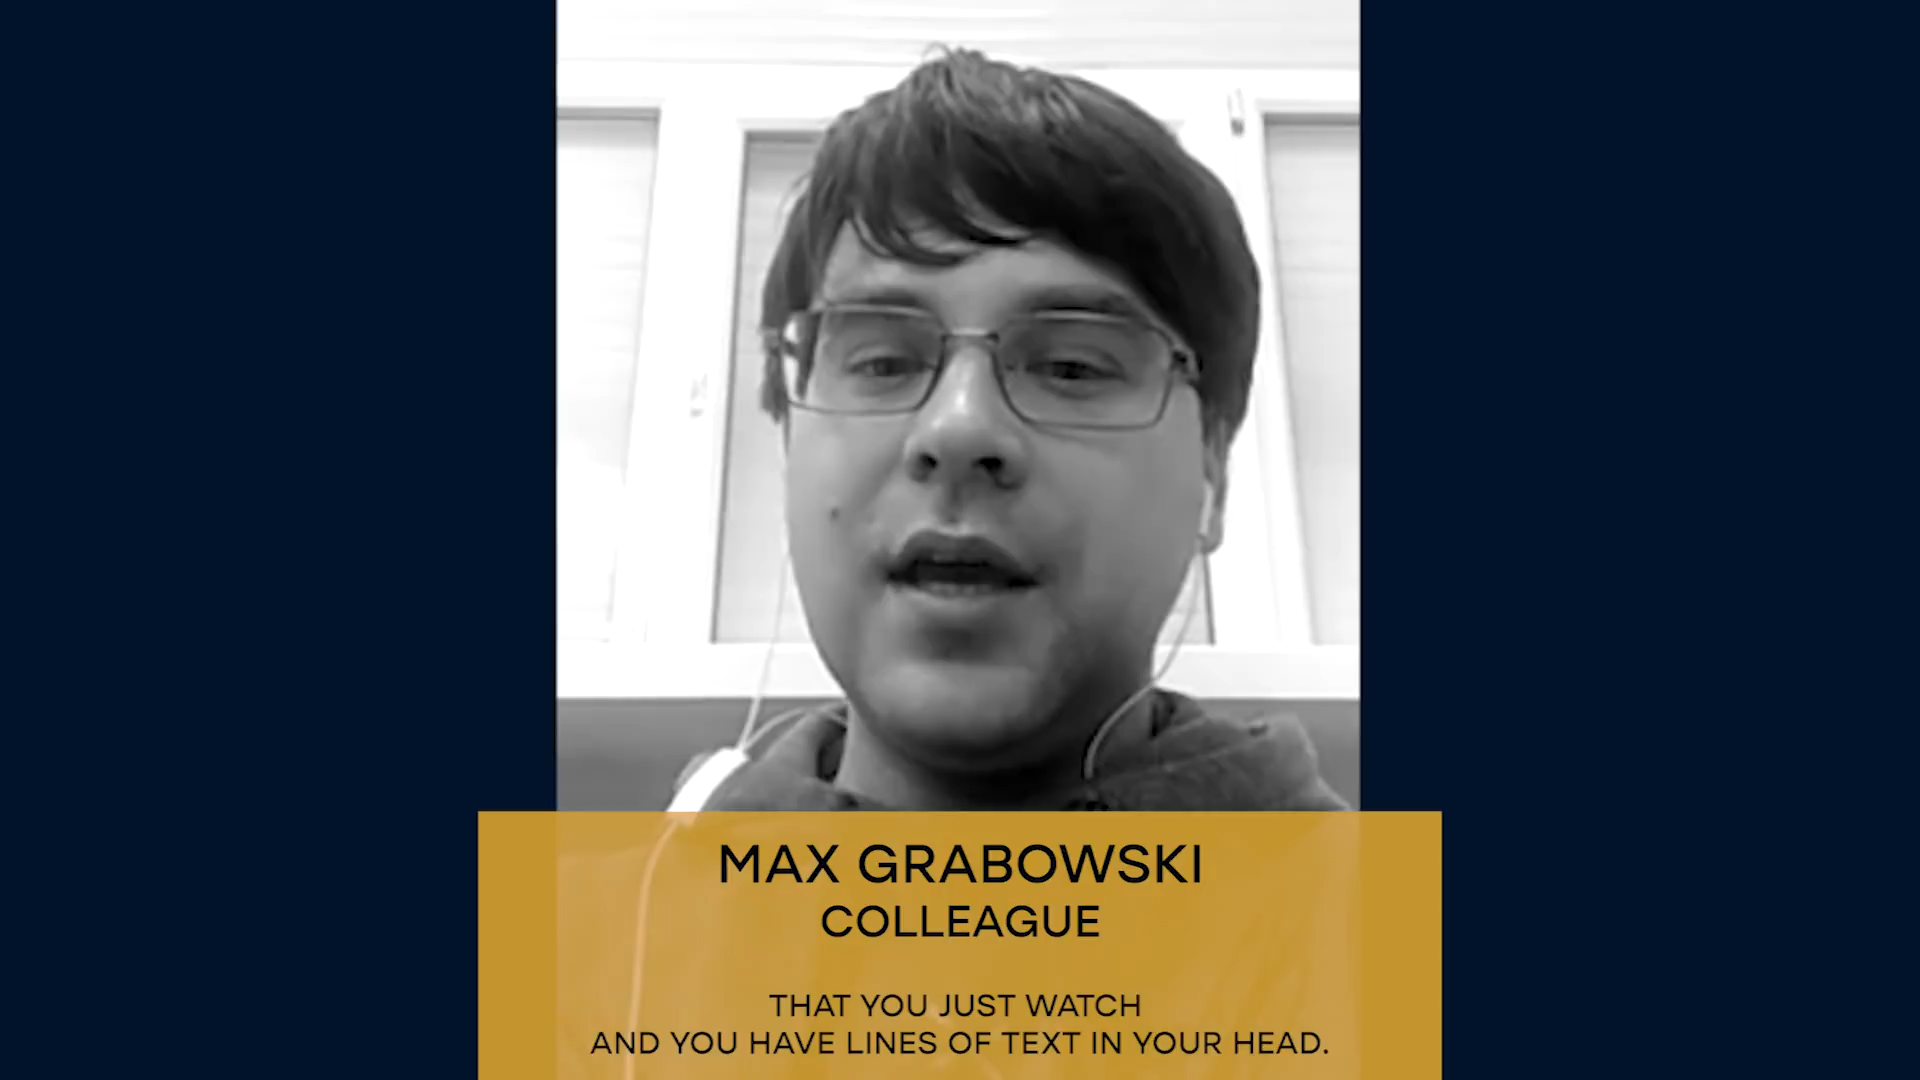 MAX GRABOWSKI
COLLEAGUE
THAT YOU JUST WATCH
AND YOU HAVE LINES OF TEXT IN YOUR HEAD.